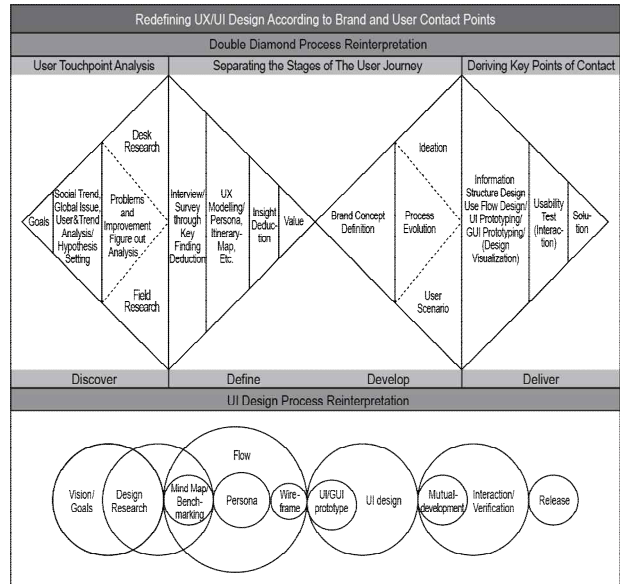 Redefining UX/UI Design According to Brand and User Contact Points
Double Diamond Process Reinterpretation
User Touchpoint Analysis
Separating the Stages of The User Journey
Deriving Key Points of Contact
Goals
Social Trend,
Global Issue,
User&Trend
Analysis/
Hypothesis
Setting
Desk
Research
Problems
and
Improvement
Figure out
Analysis
Field
Research
Interview/
Survey
through
Key
Finding
Deduction
UX
Modelling/
Persona,
Itinerary-
Map,
Etc.
Insight
Deduc-
tion
Value
Brand Concept
Definition
Ideation
Process
Evolution
User
Scenario
Information
Structure Design
Use Flow Design/
UI Prototyping/
GUI Prototyping/
(Design
Visualization)
Usability
Test
(Interac-
tion)
Solu-
tion
Discover
Define
Develop
Deliver
UI Design Process Reinterpretation
Vision/
Goals
Design
Research
Mind Map/
Bench-
marking
Flow
Persona
Wire-
frame
UI/GUI
prototype
UI design
Mutual-
development
Interaction/
Verification
Release